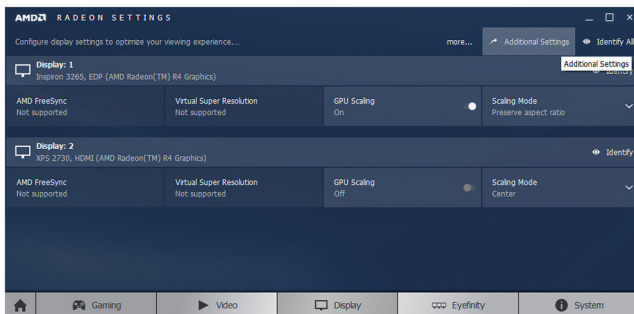 AMD RADEON SETTINGS
Configure display settings to optimize your viewing experience...
more...
Additional Settings
Identify All
Additional Settings
Display: 1
Inspiron 3265, EDP (AMD Radeon(TM) R4 Graphics)
Identify
AMD FreeSync
Not supported
Virtual Super Resolution
Not supported
GPU Scaling
On
Scaling Mode
Preserve aspect ratio
Display: 2
XPS 2730, HDMI (AMD Radeon(TM) R4 Graphics)
Identify
AMD FreeSync
Not supported
Virtual Super Resolution
Not supported
GPU Scaling
Off
Scaling Mode
Center
Gaming
Video
Display
Eyefinity
System